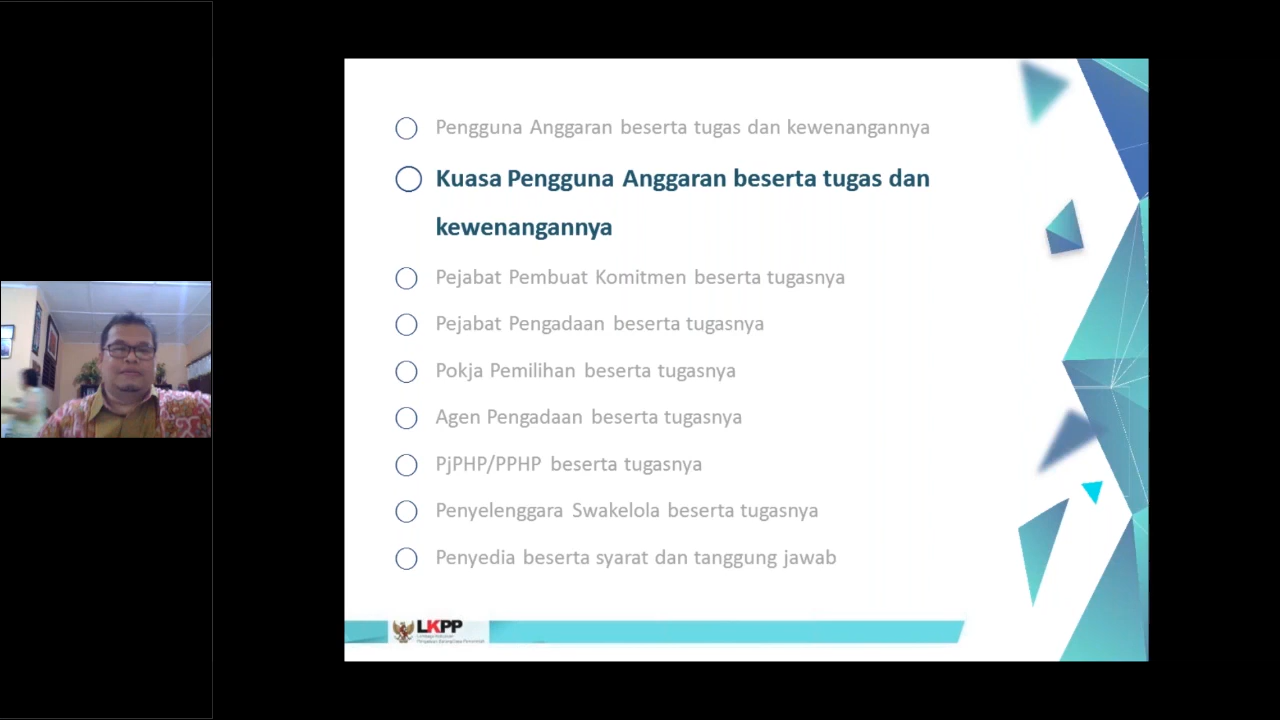 Pengguna Anggaran beserta tugas dan kewenangannya
Kuasa Pengguna Anggaran beserta tugas dan
kewenangannya
Pejabat Pembuat Komitmen beserta tugasnya
Pejabat Pengadaan beserta tugasnya
Pokja Pemilihan beserta tugasnya
Agen Pengadaan beserta tugasnya
PjPHP/PPHP beserta tugasnya
Penyelenggara Swakelola beserta tugasnya
Penyedia beserta syarat dan tanggung jawab
LKPP